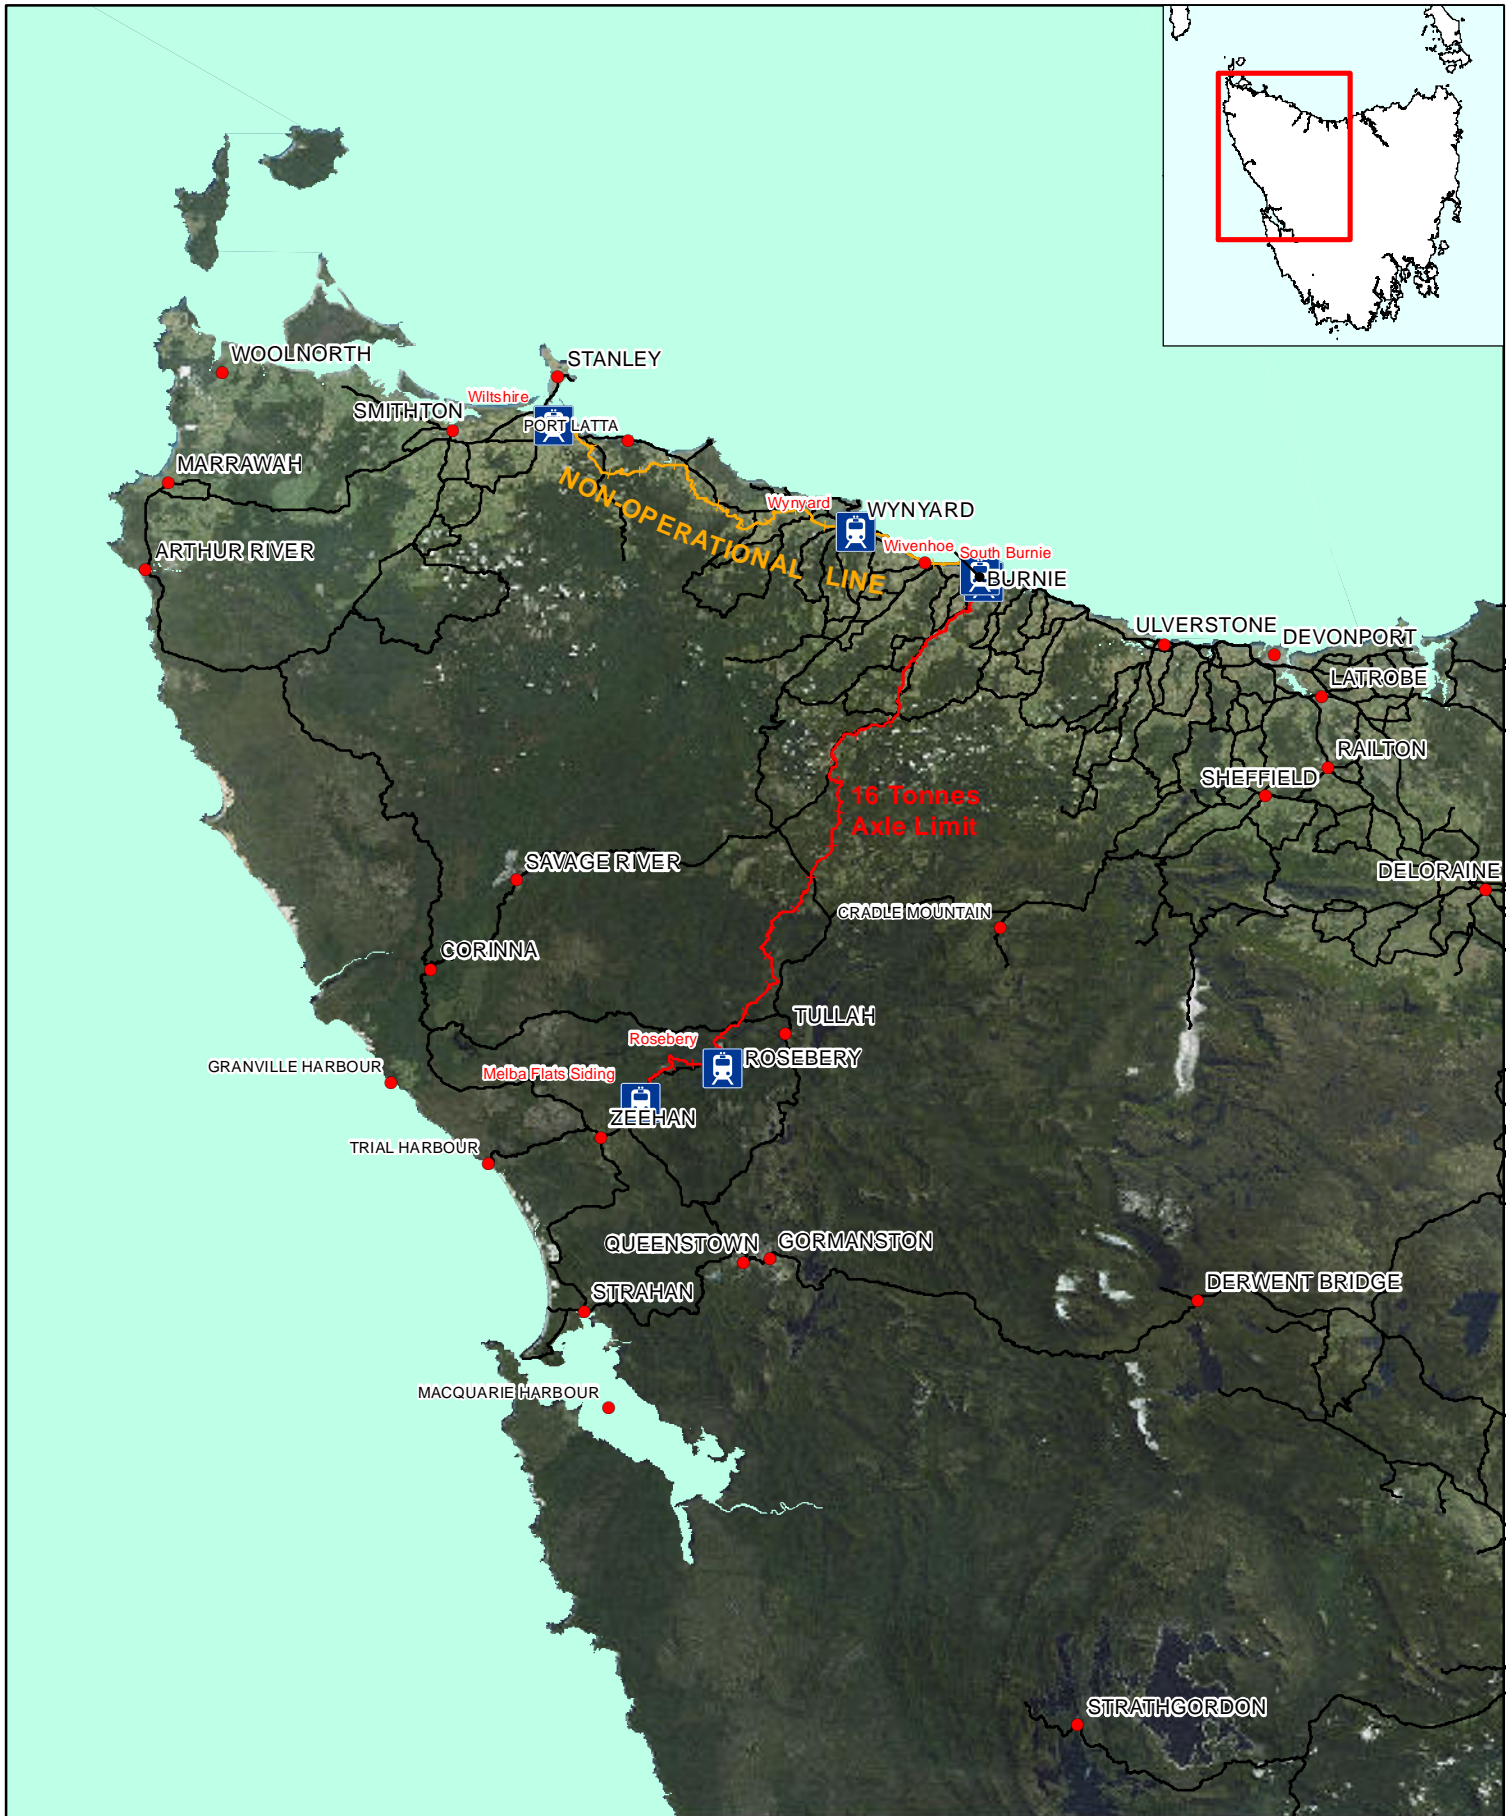 WOOLNORTH
STANLEY
Wiltshire
SMITHTON
PORT LATTA
MARRAWAH
NON-OPERATIONAL LINE
Wynyard
WYNYARD
ARTHUR RIVER
Wivenhoe
South Burnie
BURNIE
ULVERSTONE
DEVONPORT
LATROBE
RAILTON
SHEFFIELD
16 Tonnes
Axle Limit
SAVAGE RIVER
DELORAINE
CRADLE MOUNTAIN
CORINNA
TULLAH
Rosebery
ROSEBERY
GRANVILLE HARBOUR
Melba Flats Siding
ZEEHAN
TRIAL HARBOUR
QUEENSTOWN
GORMANSTON
DERWENT BRIDGE
STRAHAN
MACQUARIE HARBOUR
STRATHGORDON